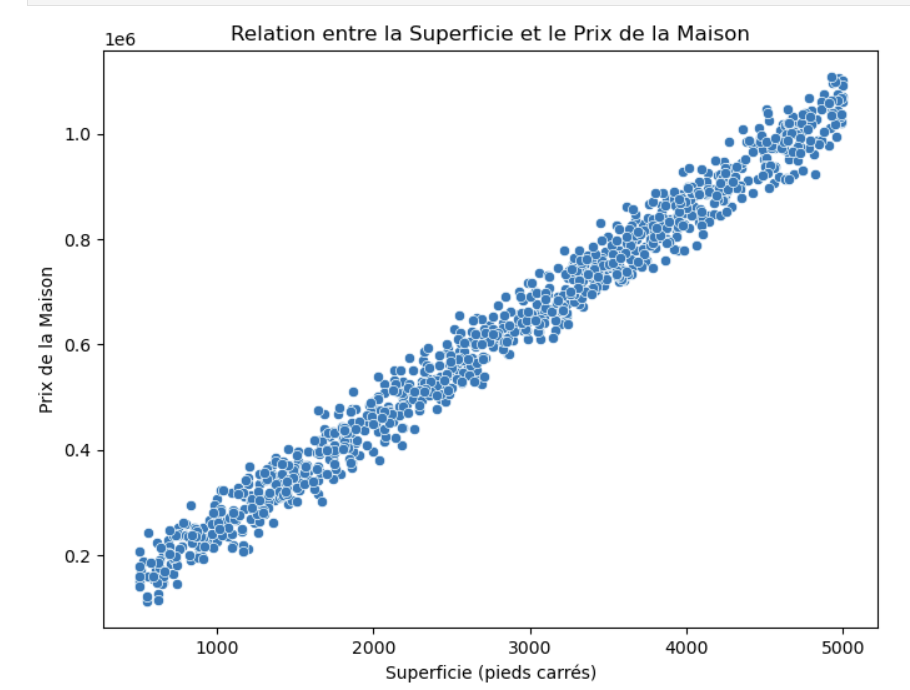 Relation entre la Superficie et le Prix de la Maison
1e6
1.0
0.8
0.6
0.4
0.2
Prix de la Maison
1000 2000 3000 4000 5000
Superficie (pieds carrés)